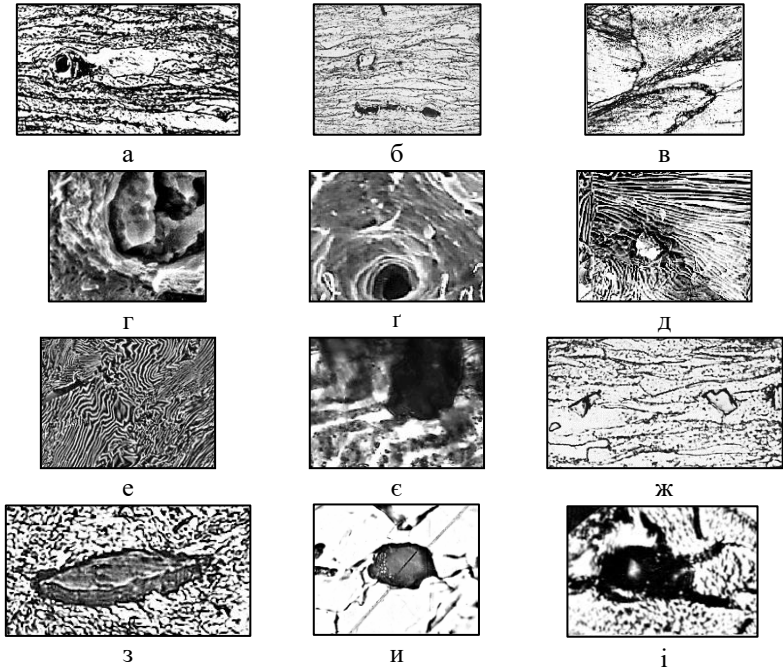 а б в
г ґ д
е є ж
з и і